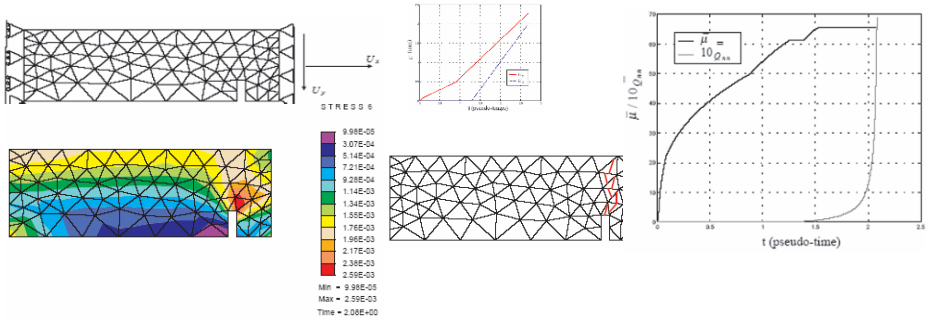 U_x
U_y
t (pseudo-time)
STRESS 6
9.98E-05
3.07E-04
5.14E-04
7.21E-04
9.28E-04
1.14E-03
1.34E-03
1.55E-03
1.76E-03
1.96E-03
2.17E-03
2.38E-03
2.59E-03
Min = 9.98E-05
Max = 2.59E-03
Time = 2.08E+00
μ̄ / 10 Q̿nn
70
60
50
40
30
20
10
0
μ̄
10 Q̿nn
0 0.5 1 1.5 2 2.5
t (pseudo-time)